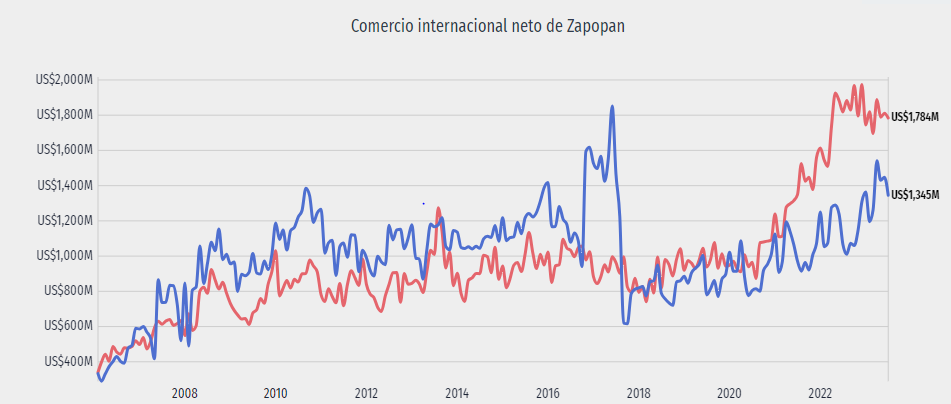 Comercio internacional neto de Zapopan
US$2,000M
US$1,800M
US$1,600M
US$1,400M
US$1,200M
US$1,000M
US$800M
US$600M
US$400M
US$1,784M
US$1,345M
2008 2010 2012 2014 2016 2018 2020 2022